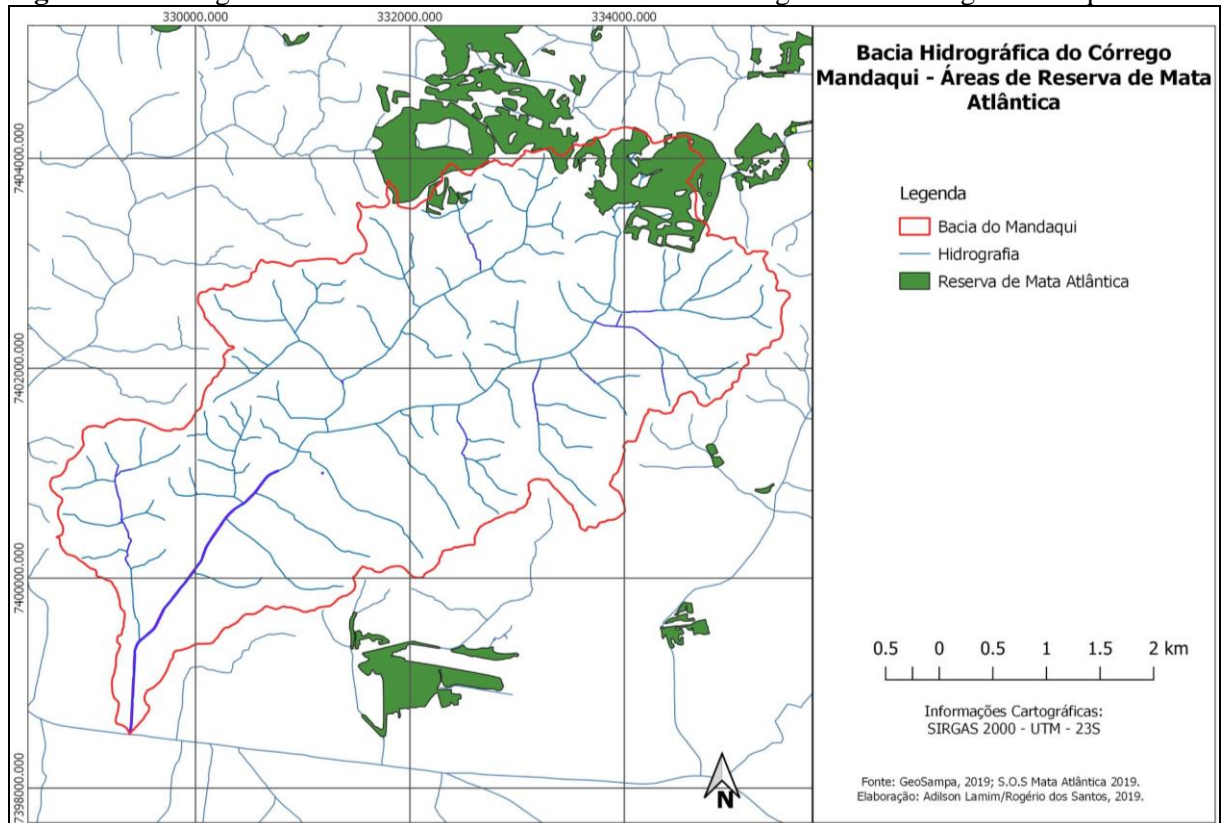 330000.000 332000.000 334000.000
Bacia Hidrográfica do Córrego
Mandaqui - Áreas de Reserva de Mata
Atlântica
7404000.000
Legenda
Bacia do Mandaqui
Hidrografia
Reserva de Mata Atlântica
7402000.000
7400000.000
0.5 0 0.5 1 1.5 2 km
Informações Cartográficas:
SIRGAS 2000 - UTM - 23S
7398000.000
N
Fonte: GeoSampa, 2019; S.O.S Mata Atlântica 2019.
Elaboração: Adilson Lamim/Rogério dos Santos, 2019.